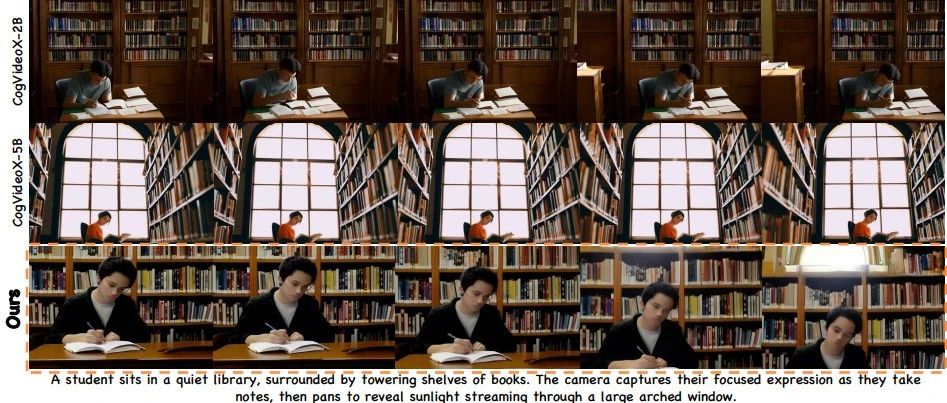 CogVideoX-2B
CogVideoX-5B
Ours
A student sits in a quiet library, surrounded by towering shelves of books. The camera captures their focused expression as they take
notes, then pans to reveal sunlight streaming through a large arched window.